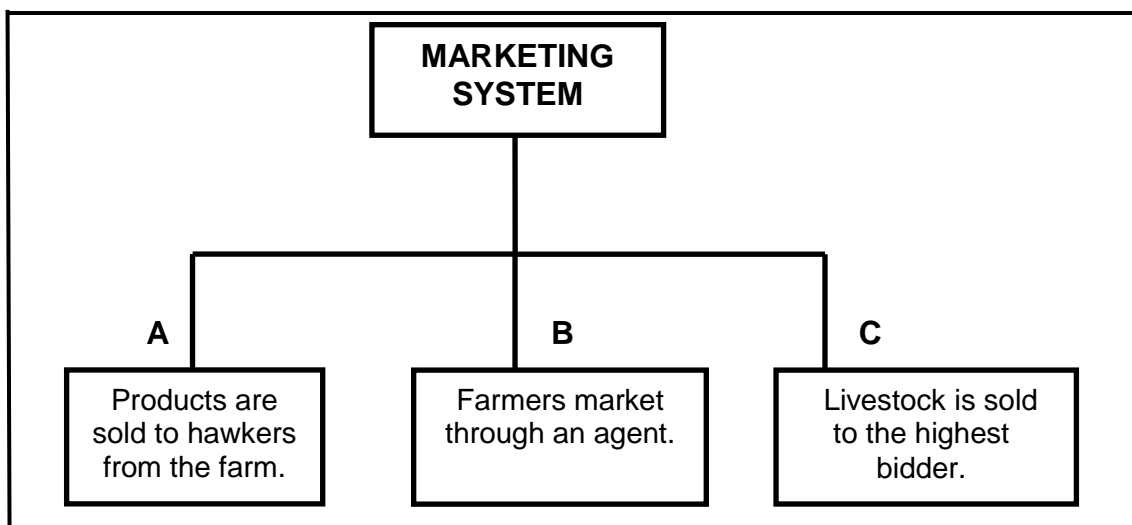 MARKETING
SYSTEM
A
B
C
Products are
sold to hawkers
from the farm.
Farmers market
through an agent.
Livestock is sold
to the highest
bidder.